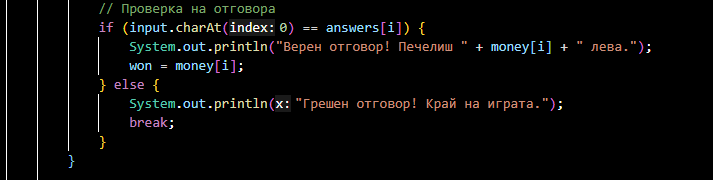 // Проверка на отговора
if (input.charAt(index: 0) == answers[i]) {
System.out.println("Верен отговор! Печелиш " + money[i] + " лева.");
won = money[i];
} else {
System.out.println(x: "Грешен отговор! Край на играта.");
break;
}
}